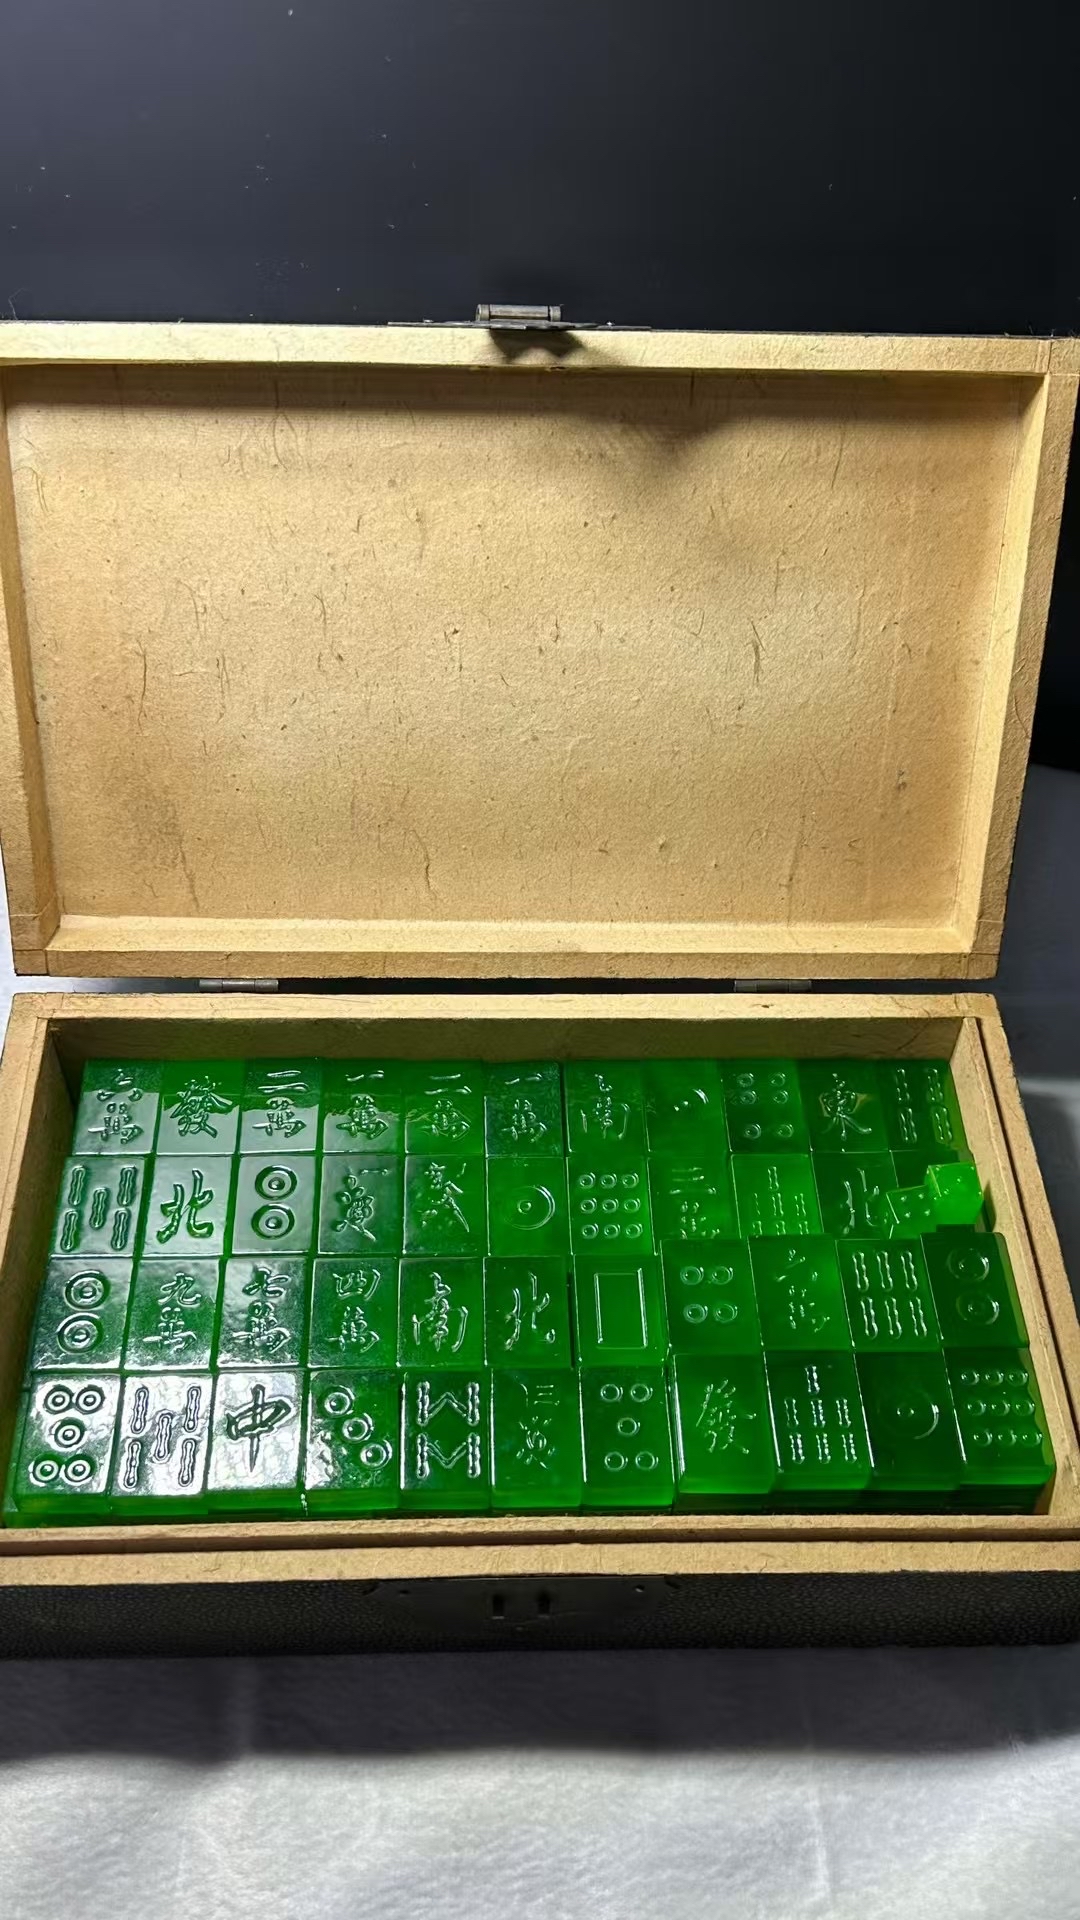 六萬 發 二萬 一萬 二萬 一萬 南 東
北 一萬 發 三萬 北
九萬 七萬 四萬 南 北 六萬
中 三萬 發